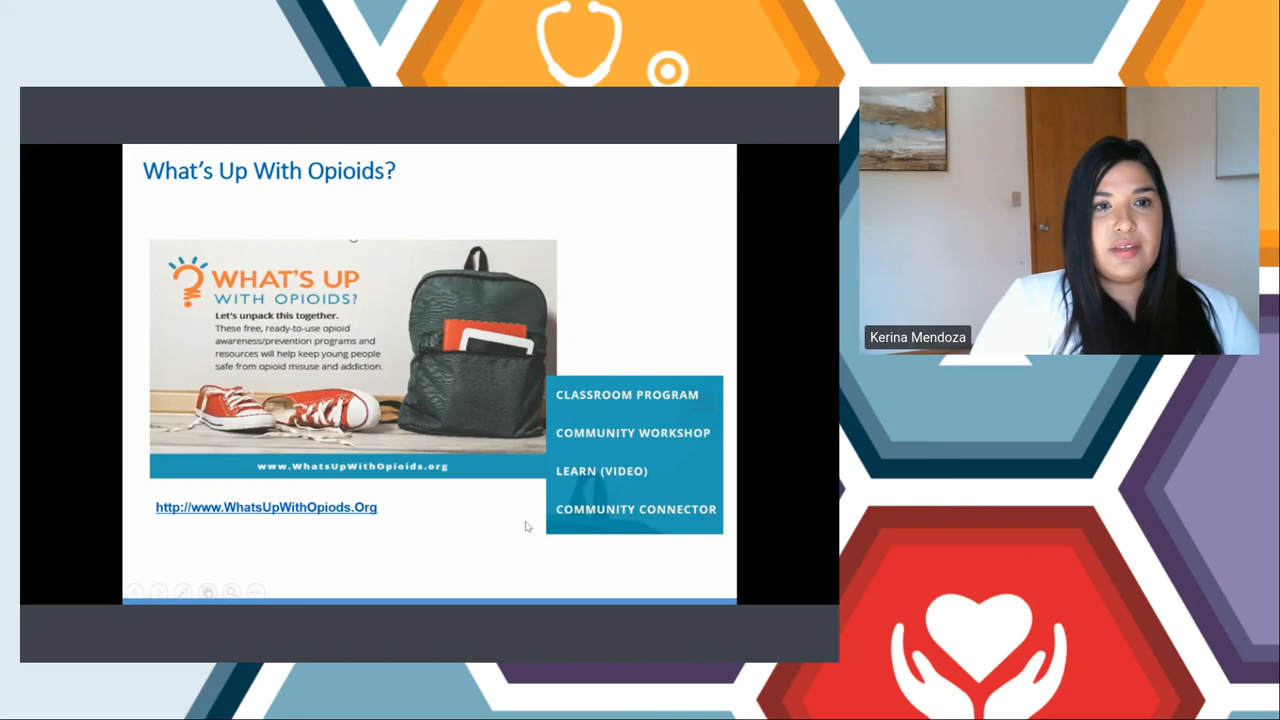 What's Up With Opioids?
WHAT'S UP
WITH OPIOIDS?
Let's unpack this together.
These free, ready-to-use opioid
awareness/prevention programs and
resources will help keep young people
safe from opioid misuse and addiction.
www.WhatsUpWithOpioids.org
http://www.WhatsUpWithOpiods.Org
CLASSROOM PROGRAM
COMMUNITY WORKSHOP
LEARN (VIDEO)
COMMUNITY CONNECTOR
Kerina Mendoza